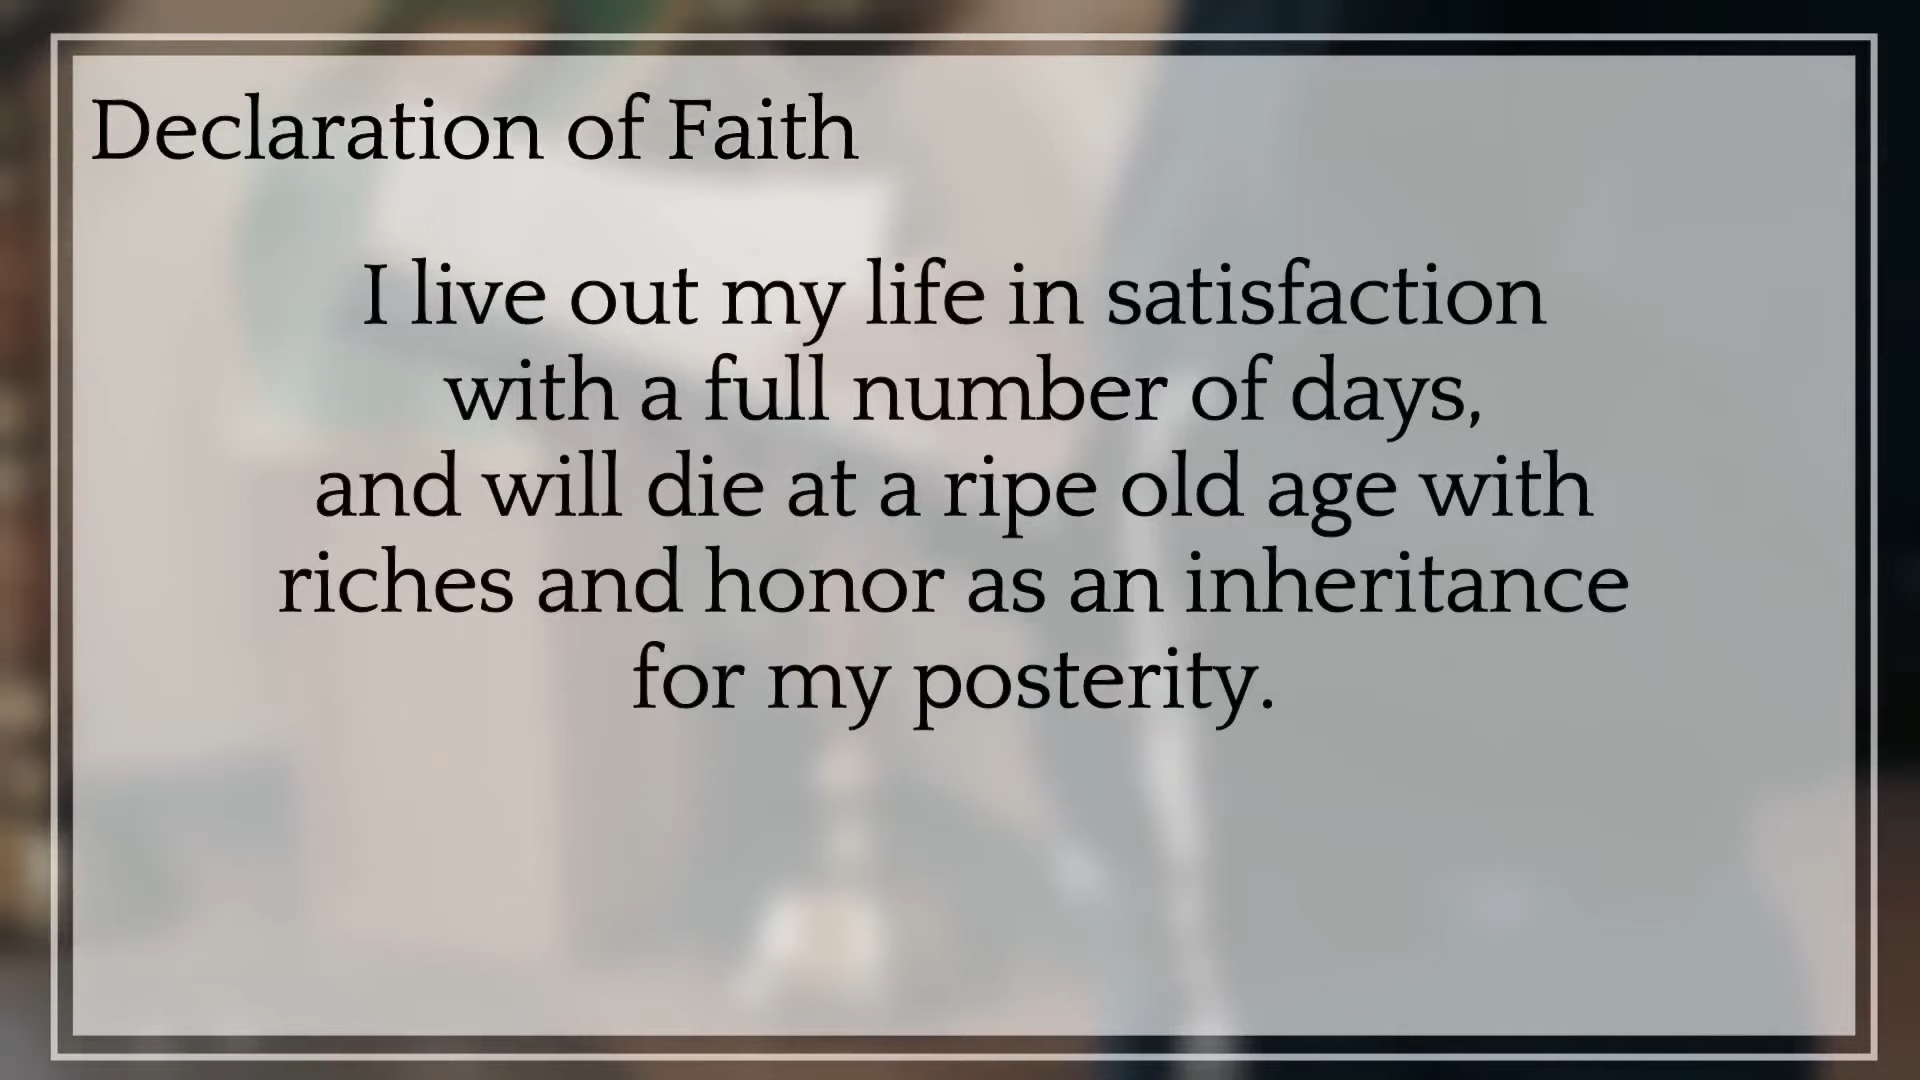 Declaration of Faith
I live out my life in satisfaction
with a full number of days,
and will die at a ripe old age with
riches and honor as an inheritance
for my posterity.